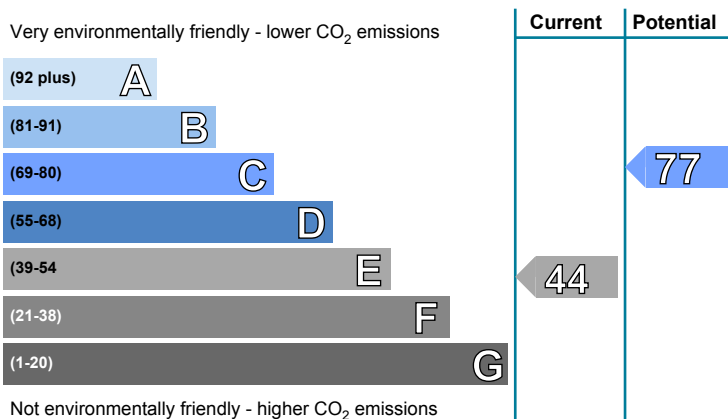 Current Potential
Very environmentally friendly - lower CO2 emissions
(92 plus) A
(81-91) B
(69-80) C
77
(55-68) D
(39-54 E
44
(21-38) F
(1-20) G
Not environmentally friendly - higher CO2 emissions